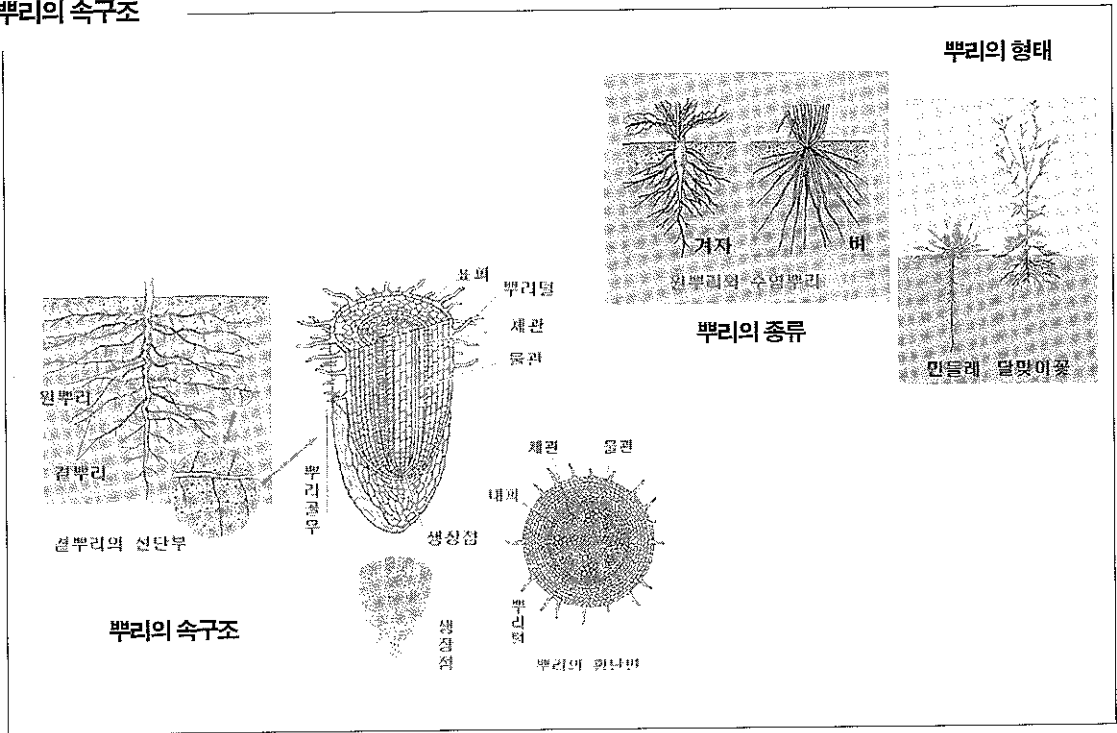 뿌리의 속구조
뿌리의 형태
겨자 벼
원뿌리와 수염뿌리
뿌리의 종류
민들레 달맞이꽃
표피
뿌리털
체관
물관
원뿌리
곁뿌리
곁뿌리의 선단부
뿌리골무
생장점
생장점
뿌리의 속구조
체관 물관
내피
뿌리털
뿌리의 횡단면